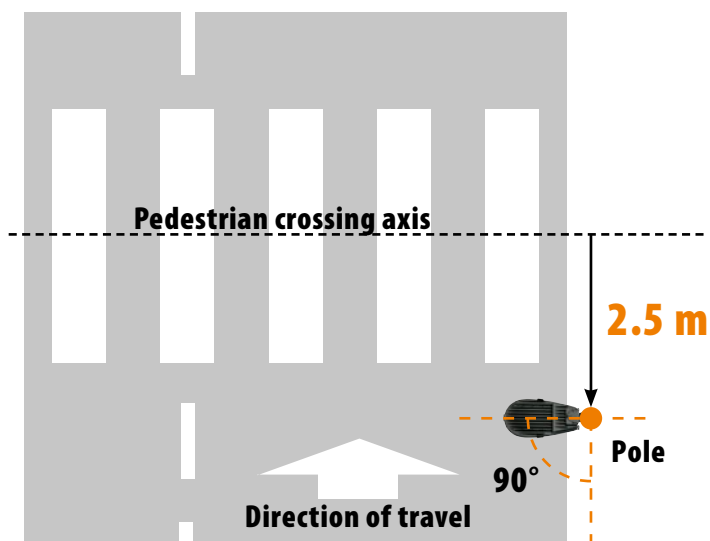 Pedestrian crossing axis
2.5 m
Pole
90°
Direction of travel